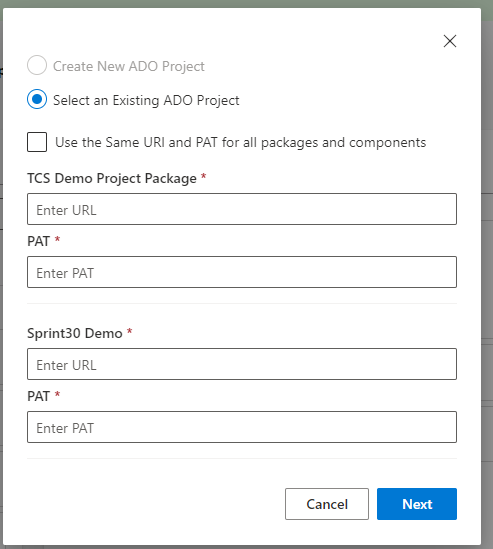 Create New ADO Project
Select an Existing ADO Project
Use the Same URI and PAT for all packages and components
TCS Demo Project Package *
Enter URL
PAT *
Enter PAT
Sprint30 Demo *
Enter URL
PAT *
Enter PAT
Cancel
Next